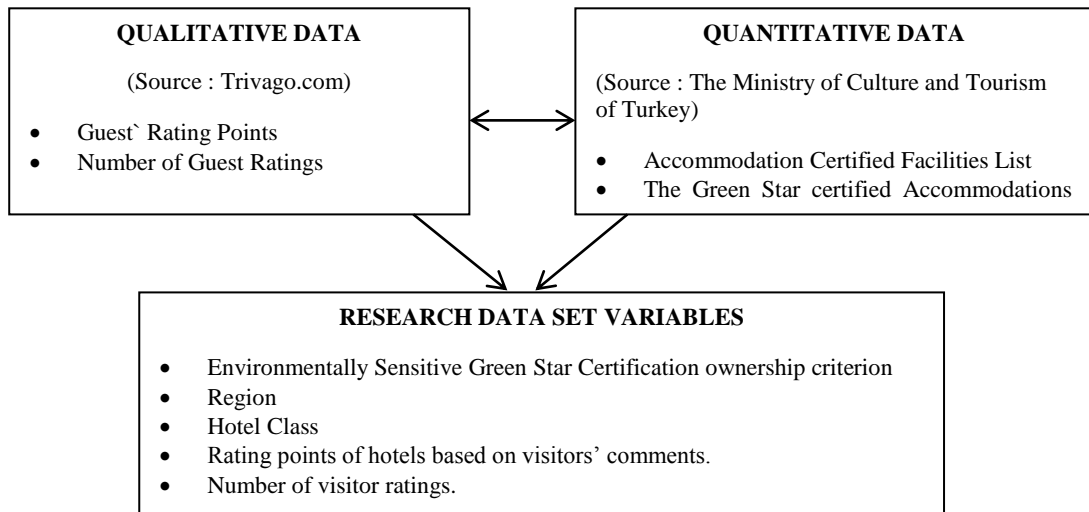 QUALITATIVE DATA
(Source : Trivago.com)
• Guest` Rating Points
• Number of Guest Ratings
QUANTITATIVE DATA
(Source : The Ministry of Culture and Tourism
of Turkey)
• Accommodation Certified Facilities List
• The Green Star certified Accommodations
RESEARCH DATA SET VARIABLES
• Environmentally Sensitive Green Star Certification ownership criterion
• Region
• Hotel Class
• Rating points of hotels based on visitors’ comments.
• Number of visitor ratings.